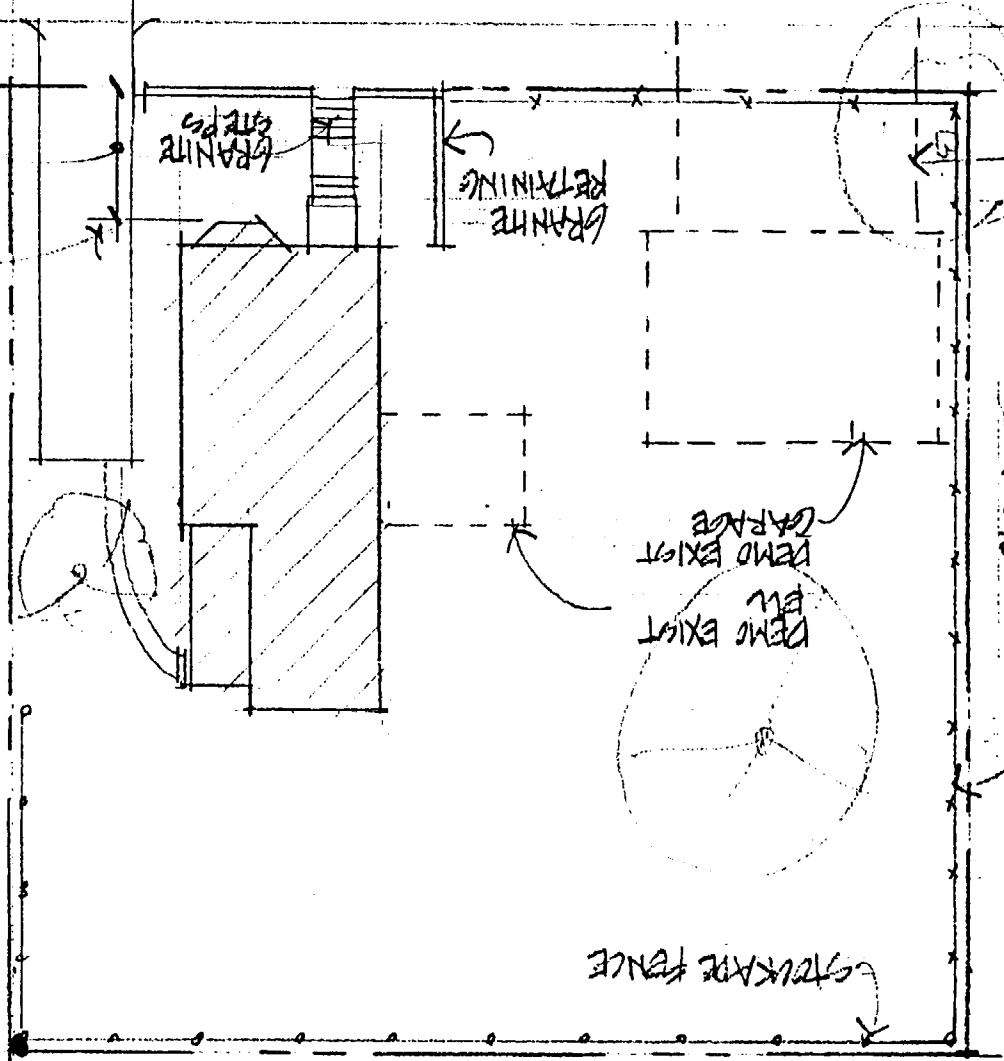 STOCKADE FENCE
DEMO EXIST
ELL
DEMO EXIST
GARAGE
GRANITE
RETAINING
GRANITE
STEPS